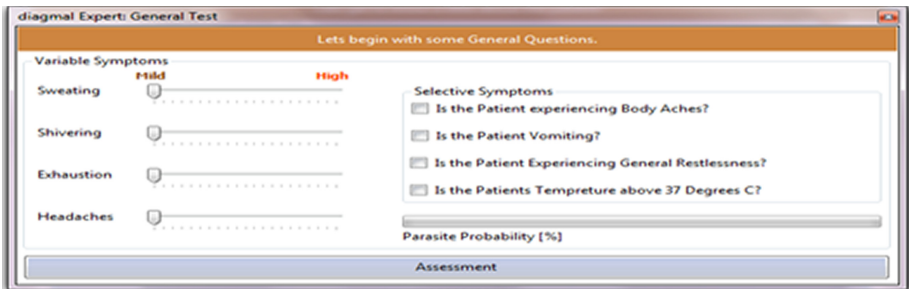 diagmal Expert: General Test
Lets begin with some General Questions.
Variable Symptoms
Mild High
Sweating
Shivering
Exhaustion
Headaches
Selective Symptoms
Is the Patient experiencing Body Aches?
Is the Patient Vomiting?
Is the Patient Experiencing General Restlessness?
Is the Patients Tempreture above 37 Degrees C?
Parasite Probability [%]
Assessment